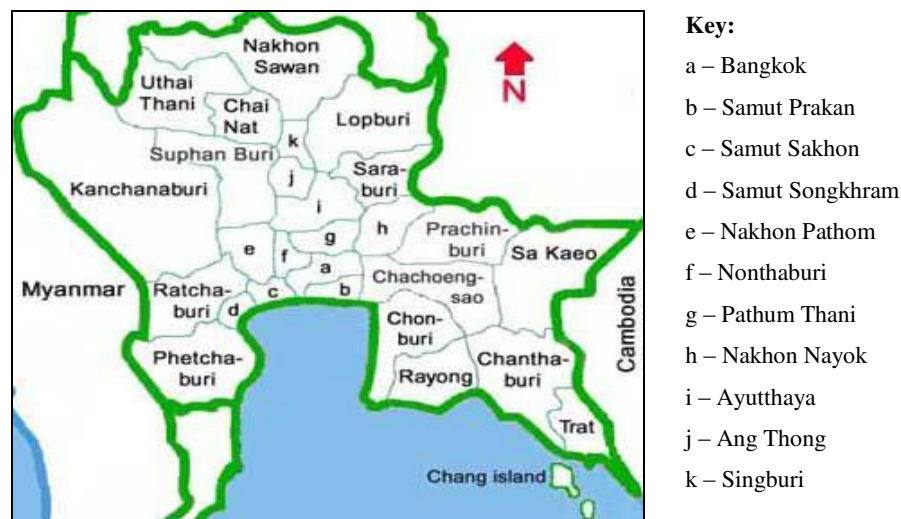 Nakhon
Sawan
Uthai
Thani
Chai
Nat
Lopburi
k
Suphan Buri
Sara-
buri
j
Kanchanaburi
i
h
Prachin-
buri
g
e
f
Sa Kaeo
a
Chachoeng-
sao
Myanmar
Ratcha-
buri
c
b
d
Chon-
buri
Cambodia
Phetcha-
buri
Rayong
Chantha-
buri
Trat
Chang island
N
Key:
a – Bangkok
b – Samut Prakan
c – Samut Sakhon
d – Samut Songkhram
e – Nakhon Pathom
f – Nonthaburi
g – Pathum Thani
h – Nakhon Nayok
i – Ayutthaya
j – Ang Thong
k – Singburi